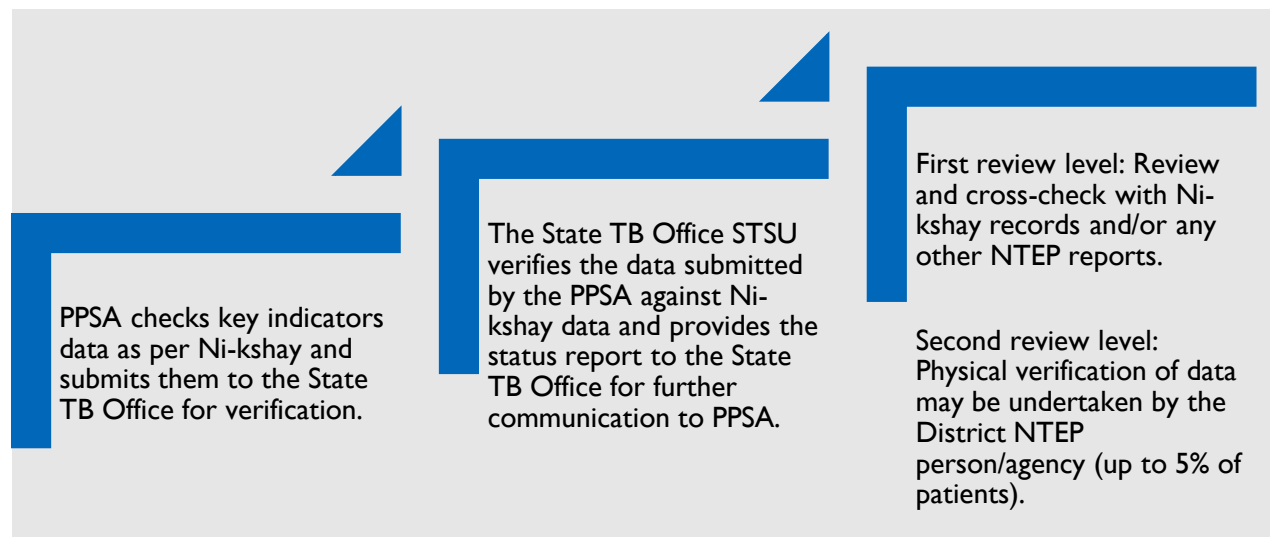 PPSA checks key indicators
data as per Ni-kshay and
submits them to the State
TB Office for verification.
The State TB Office STSU
verifies the data submitted
by the PPSA against Ni-
kshay data and provides the
status report to the State
TB Office for further
communication to PPSA.
First review level: Review
and cross-check with Ni-
kshay records and/or any
other NTEP reports.
Second review level:
Physical verification of data
may be undertaken by the
District NTEP
person/agency (up to 5% of
patients).